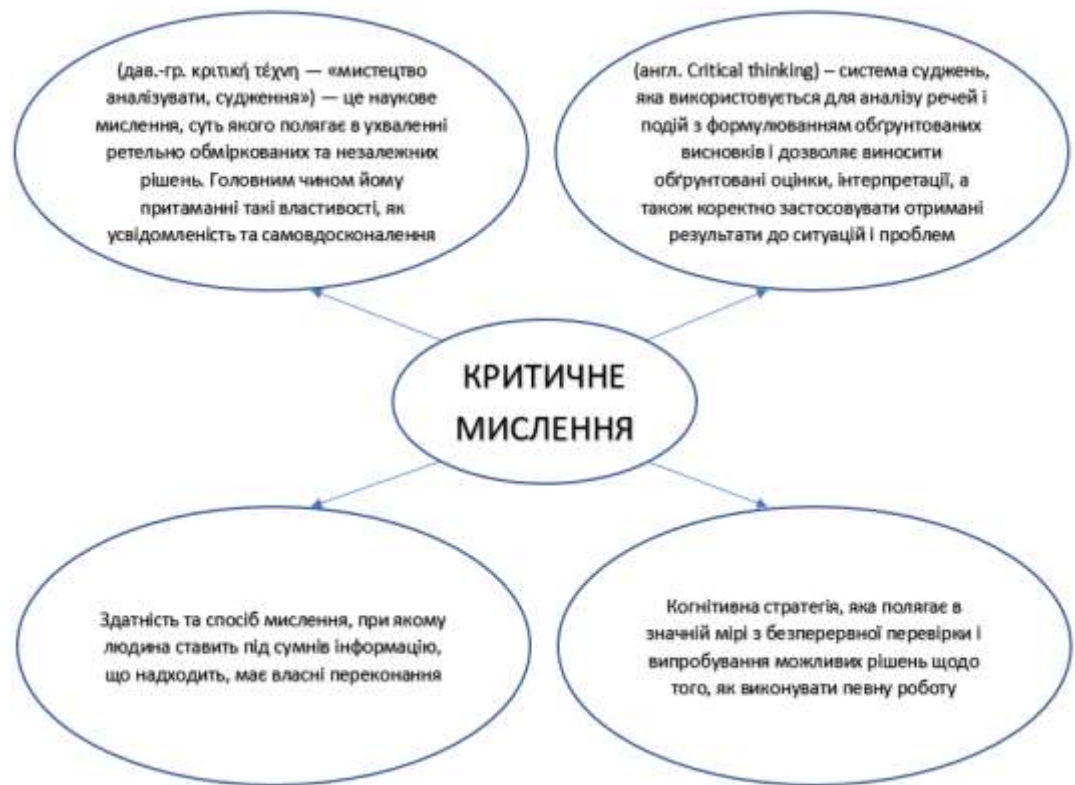 (дав.-гр. κριτική τέχνη — «мистецтво
аналізувати, судження») — це наукове
мислення, суть якого полягає в ухваленні
ретельно обміркованих та незалежних
рішень. Головним чином йому
притаманні такі властивості, як
усвідомленість та самовдосконалення
(англ. Critical thinking) – система суджень,
яка використовується для аналізу речей і
подій з формулюванням обґрунтованих
висновків і дозволяє виносити
обґрунтовані оцінки, інтерпретації, а
також коректно застосовувати отримані
результати до ситуацій і проблем
КРИТИЧНЕ
МИСЛЕННЯ
Здатність та спосіб мислення, при якому
людина ставить під сумнів інформацію,
що надходить, має власні переконання
Когнітивна стратегія, яка полягає в
значній мірі з безперервної перевірки і
випробування можливих рішень щодо
того, як виконувати певну роботу